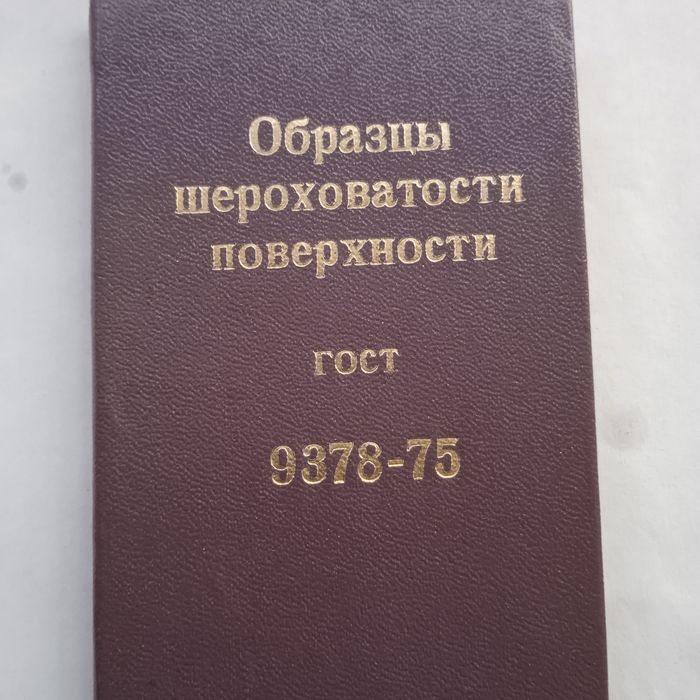 Образцы
шероховатости
поверхности
гост
9378-75